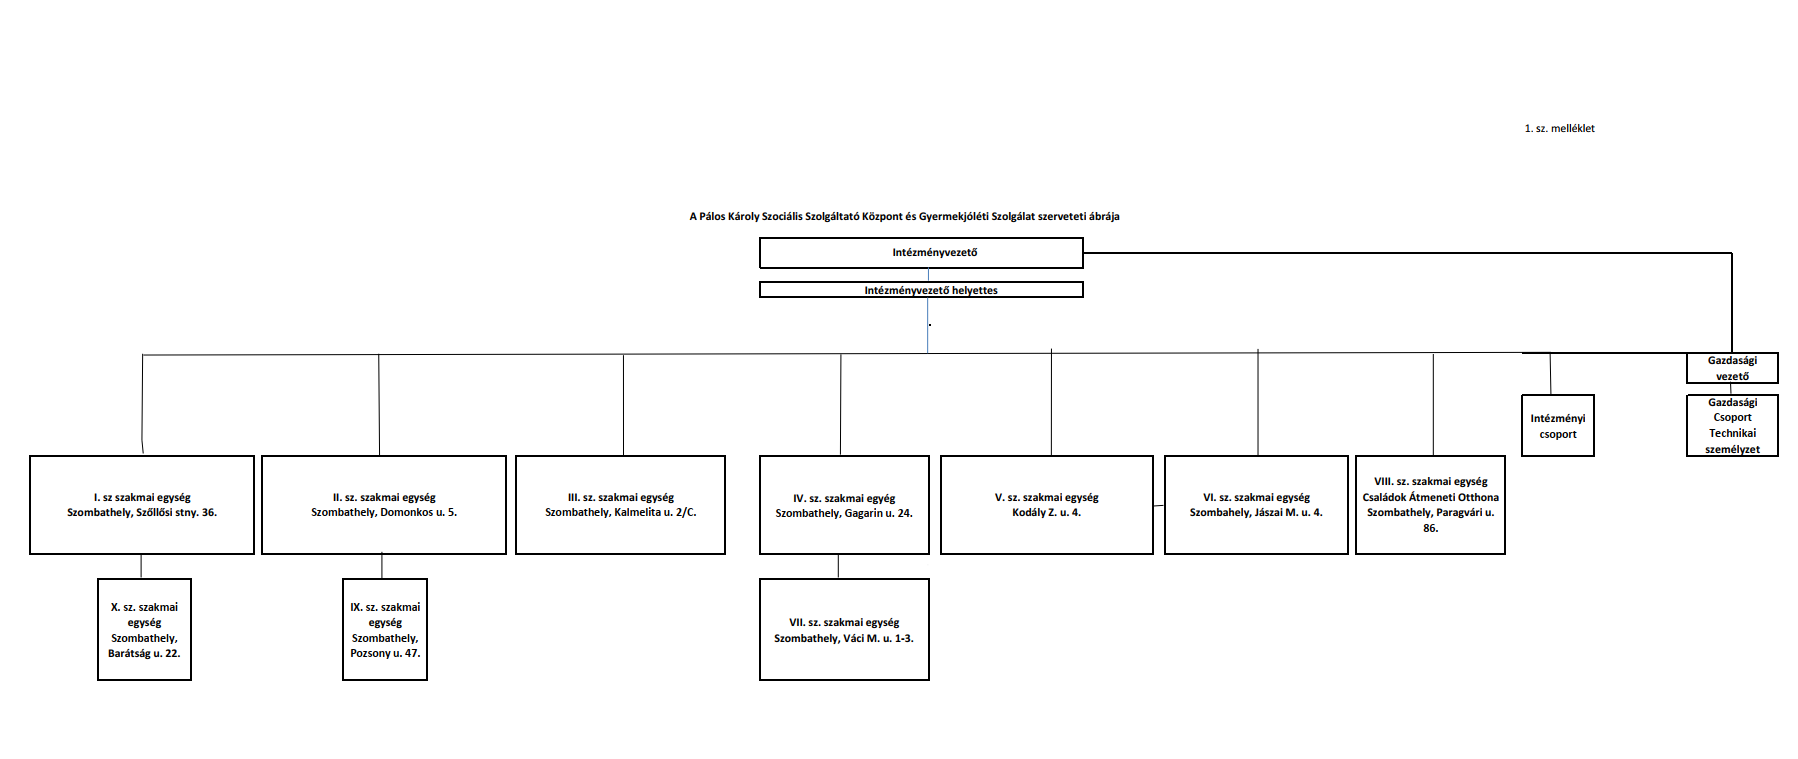 1. sz. melléklet
A Pálos Károly Szociális Szolgáltató Központ és Gyermekjóléti Szolgálat szerveteti ábrája
Intézményvezető
Intézményvezető helyettes
.
Gazdasági
vezető
Intézményi
csoport
Gazdasági
Csoport
Technikai
személyzet
I. sz szakmai egység
Szombathely, Szőllősi stny. 36.
II. sz. szakmai egység
Szombathely, Domonkos u. 5.
III. sz. szakmai egység
Szombathely, Kalmelita u. 2/C.
IV. sz. szakmai egyég
Szombathely, Gagarin u. 24.
V. sz. szakmai egység
Kodály Z. u. 4.
VI. sz. szakmai egység
Szombahely, Jászai M. u. 4.
VIII. sz. szakmai egység
Családok Átmeneti Otthona
Szombathely, Paragvári u.
86.
X. sz. szakmai
egység
Szombathely,
Barátság u. 22.
IX. sz. szakmai
egység
Szombathely,
Pozsony u. 47.
VII. sz. szakmai egység
Szombathely, Váci M. u. 1-3.